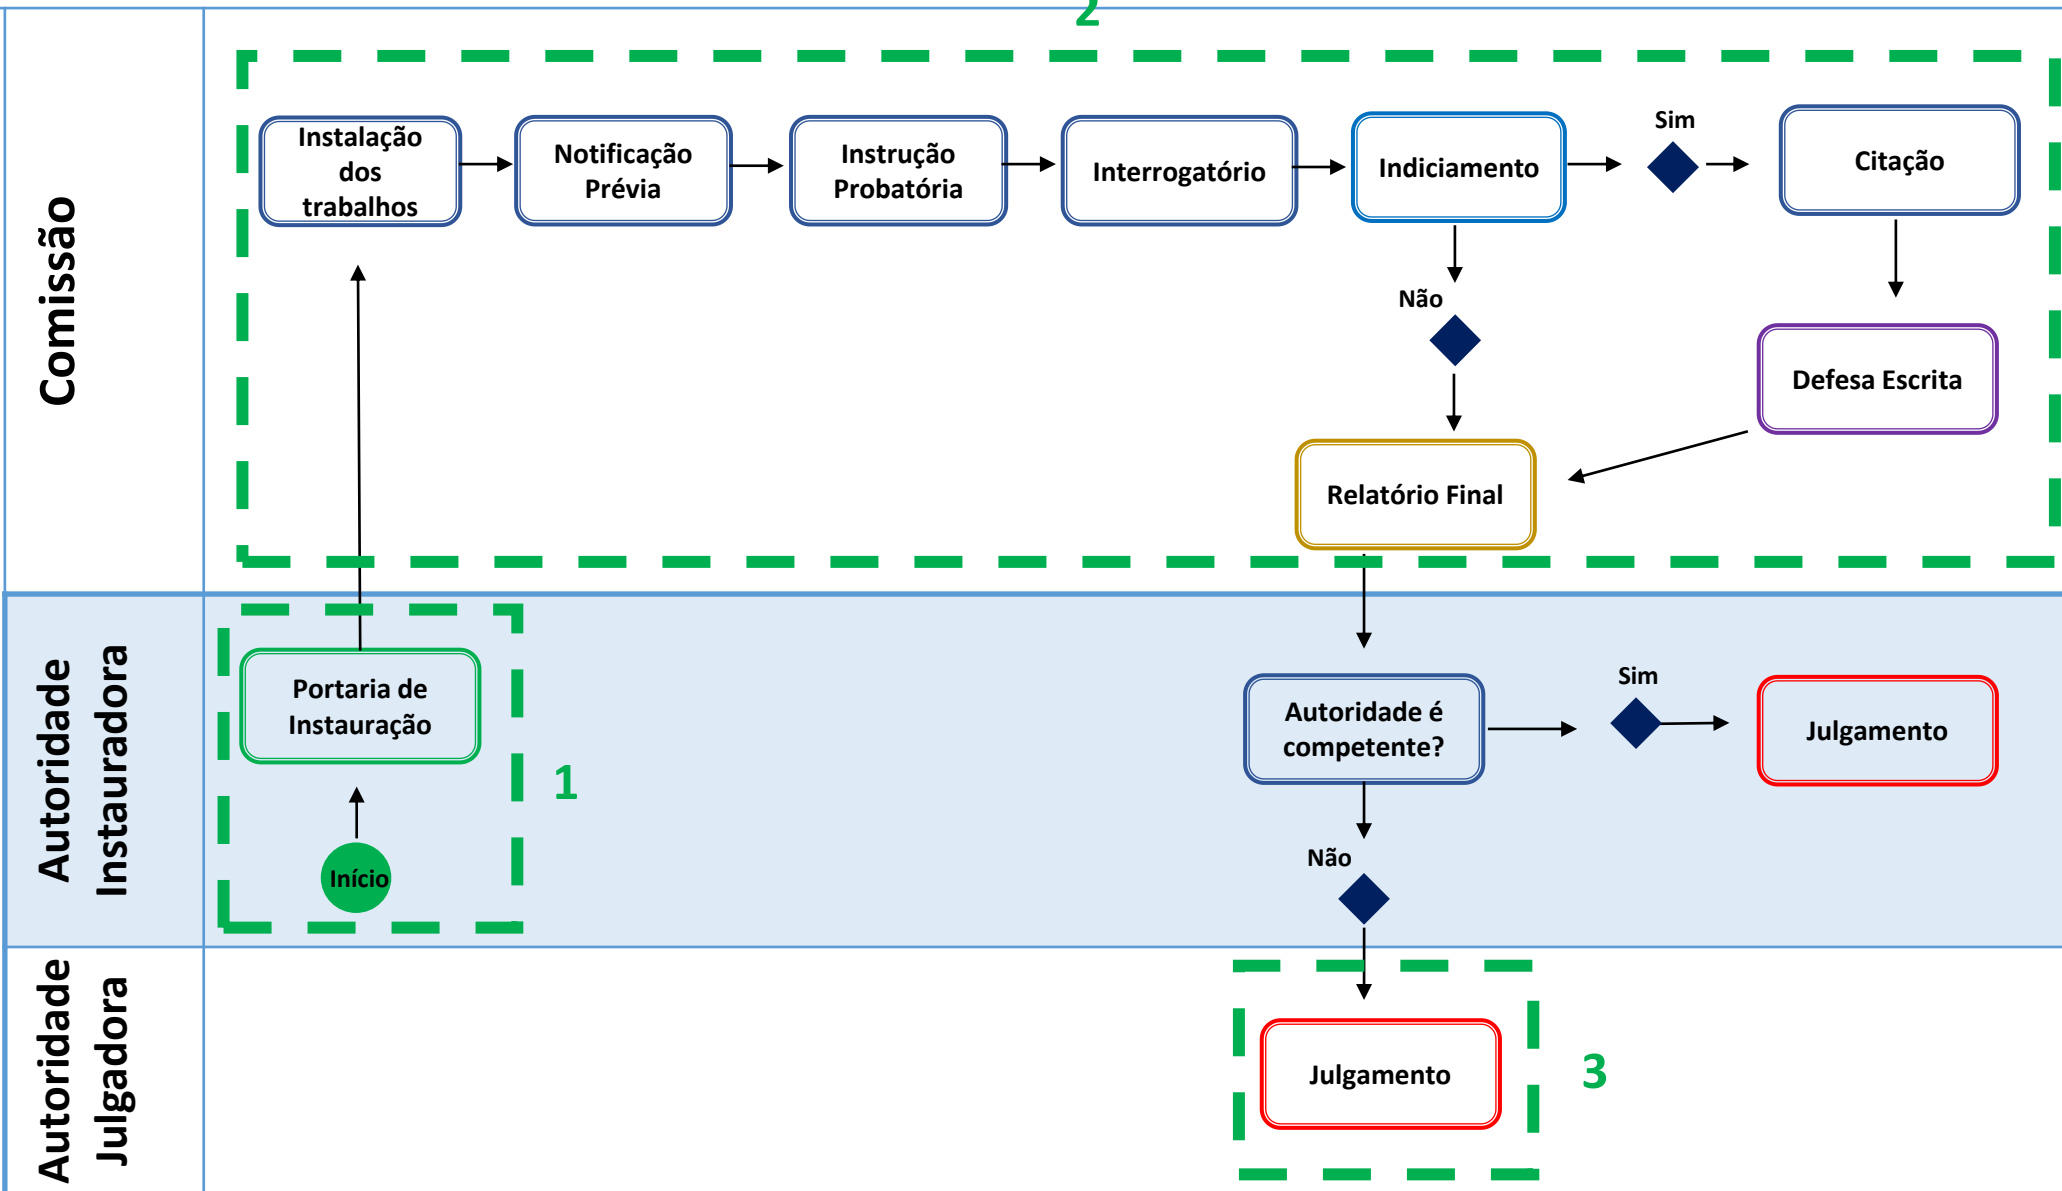 2
Comissão
Instalação
dos
trabalhos
Notificação
Prévia
Instrução
Probatória
Interrogatório
Indiciamento
Sim
Citação
Não
Defesa Escrita
Relatório Final
Autoridade
Instauradora
Portaria de
Instauração
1
Início
Autoridade é
competente?
Sim
Julgamento
Não
Autoridade
Julgadora
Julgamento
3